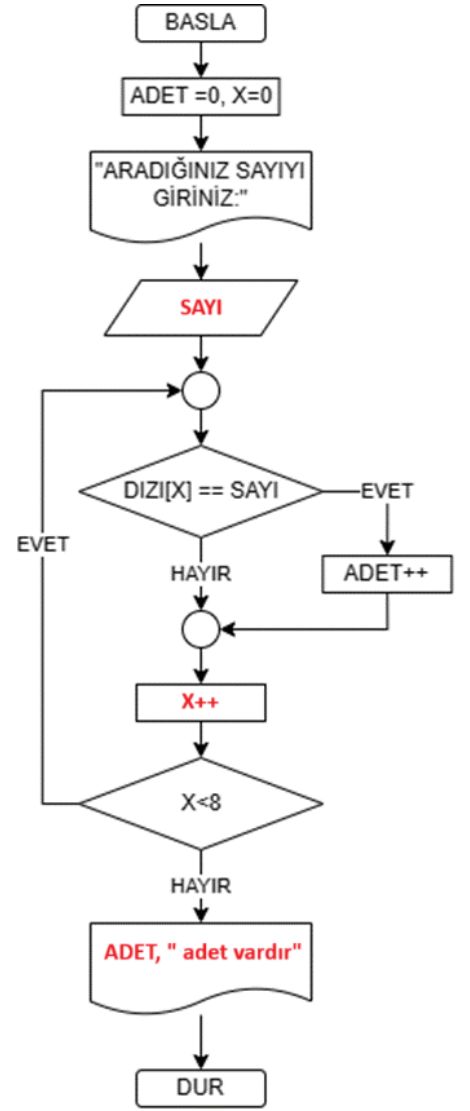 BASLA
ADET =0, X=0
"ARADIĞINIZ SAYIYI
GİRİNİZ:"
SAYI
DIZI[X] == SAYI
EVET
EVET
HAYIR
ADET++
X++
X<8
HAYIR
ADET, " adet vardır"
DUR